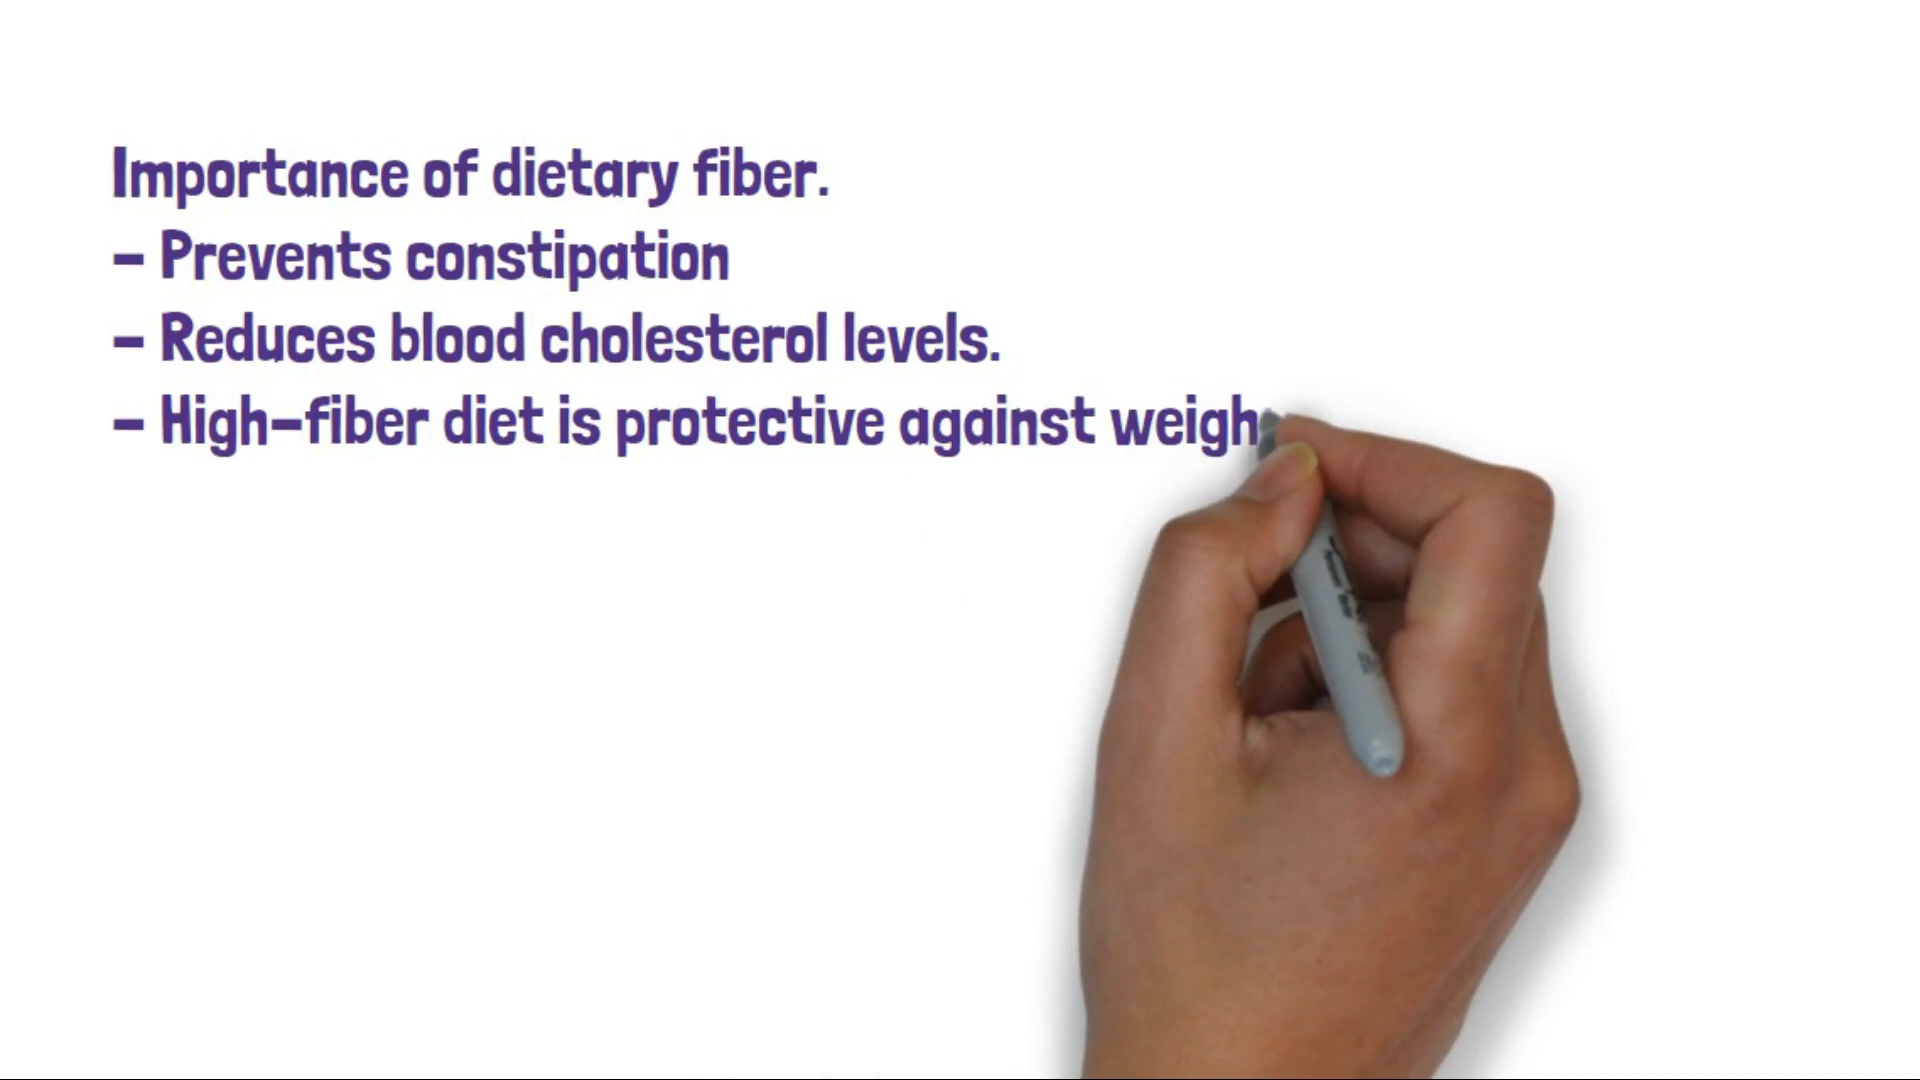 Importance of dietary fiber.
- Prevents constipation
- Reduces blood cholesterol levels.
- High-fiber diet is protective against weigh